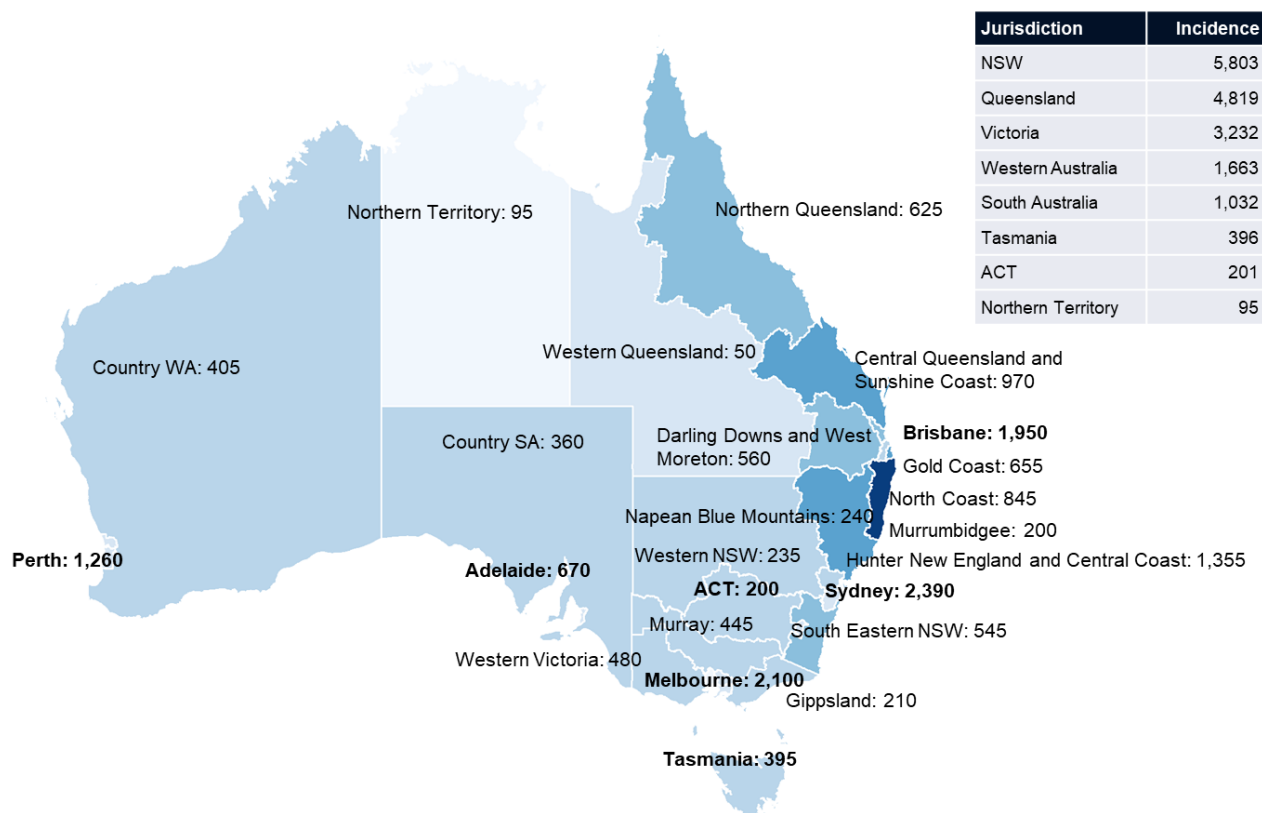 Jurisdiction Incidence
NSW 5,803
Queensland 4,819
Victoria 3,232
Western Australia 1,663
South Australia 1,032
Tasmania 396
ACT 201
Northern Territory 95
Northern Territory: 95
Northern Queensland: 625
Country WA: 405
Western Queensland: 50
Central Queensland and
Sunshine Coast: 970
Country SA: 360
Darling Downs and West
Moreton: 560
Brisbane: 1,950
Gold Coast: 655
North Coast: 845
Napean Blue Mountains: 240
Murrumbidgee: 200
Perth: 1,260
Western NSW: 235
Hunter New England and Central Coast: 1,355
Adelaide: 670
ACT: 200
Sydney: 2,390
Murray: 445
South Eastern NSW: 545
Western Victoria: 480
Melbourne: 2,100
Gippsland: 210
Tasmania: 395